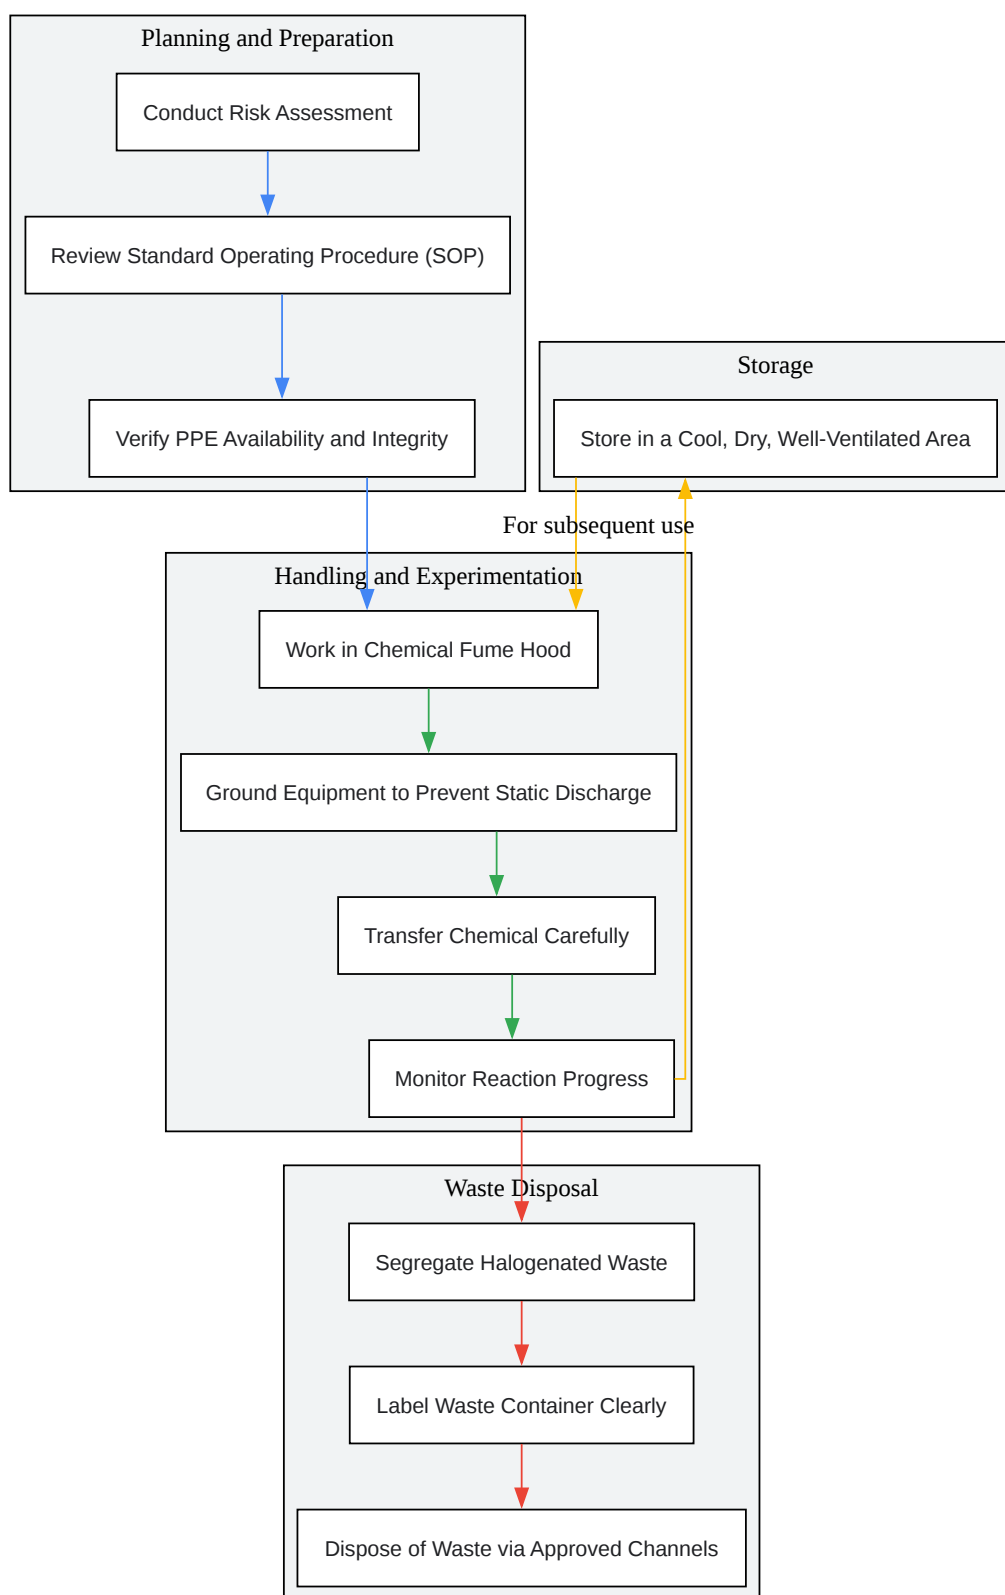 Planning and Preparation
Conduct Risk Assessment
Review Standard Operating Procedure (SOP)
Verify PPE Availability and Integrity
Storage
Store in a Cool, Dry, Well-Ventilated Area
For subsequent use
Handling and Experimentation
Work in Chemical Fume Hood
Ground Equipment to Prevent Static Discharge
Transfer Chemical Carefully
Monitor Reaction Progress
Waste Disposal
Segregate Halogenated Waste
Label Waste Container Clearly
Dispose of Waste via Approved Channels